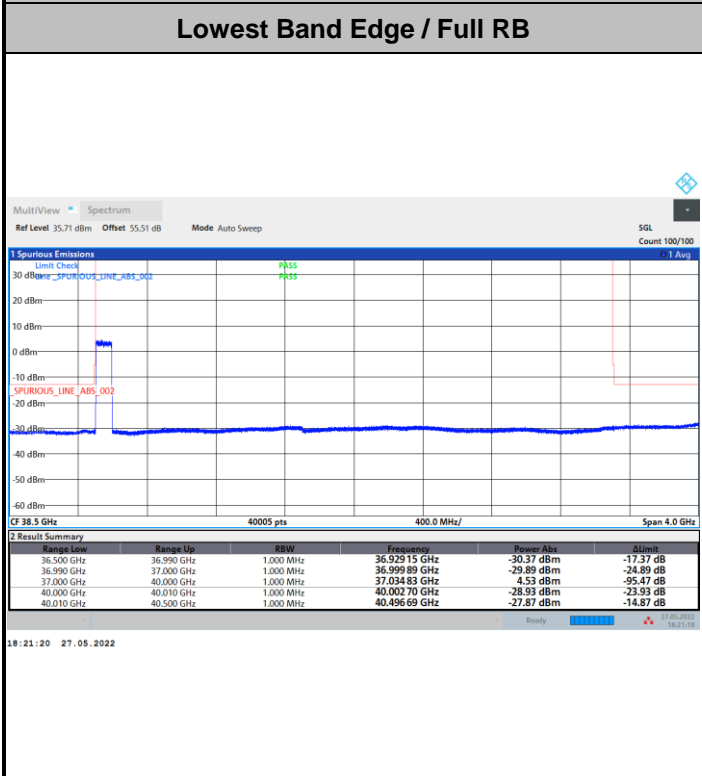 Lowest Band Edge / Full RB
MultiView Spectrum
Ref Level 35.71 dBm Offset 55.51 dB Mode Auto Sweep SGL
Count 100/100
1 Spurious Emissions 1 Avg
Limit Check PASS
30 dBm Line _SPURIOUS_LINE_ABS_002 PASS
20 dBm
10 dBm
0 dBm
-10 dBm
_SPURIOUS_LINE_ABS_002
-20 dBm
-30 dBm
-40 dBm
-50 dBm
-60 dBm
CF 38.5 GHz 40005 pts 400.0 MHz/ Span 4.0 GHz
2 Result Summary
Range Low Range Up RBW Frequency Power Abs ΔLimit
36.500 GHz 36.990 GHz 1.000 MHz 36.929 15 GHz -30.37 dBm -17.37 dB
36.990 GHz 37.000 GHz 1.000 MHz 36.999 89 GHz -29.89 dBm -24.89 dB
37.000 GHz 40.000 GHz 1.000 MHz 37.034 83 GHz 4.53 dBm -95.47 dB
40.000 GHz 40.010 GHz 1.000 MHz 40.002 70 GHz -28.93 dBm -23.93 dB
40.010 GHz 40.500 GHz 1.000 MHz 40.496 69 GHz -27.87 dBm -14.87 dB
Ready 27.05.2022
18:21:19
18:21:20 27.05.2022